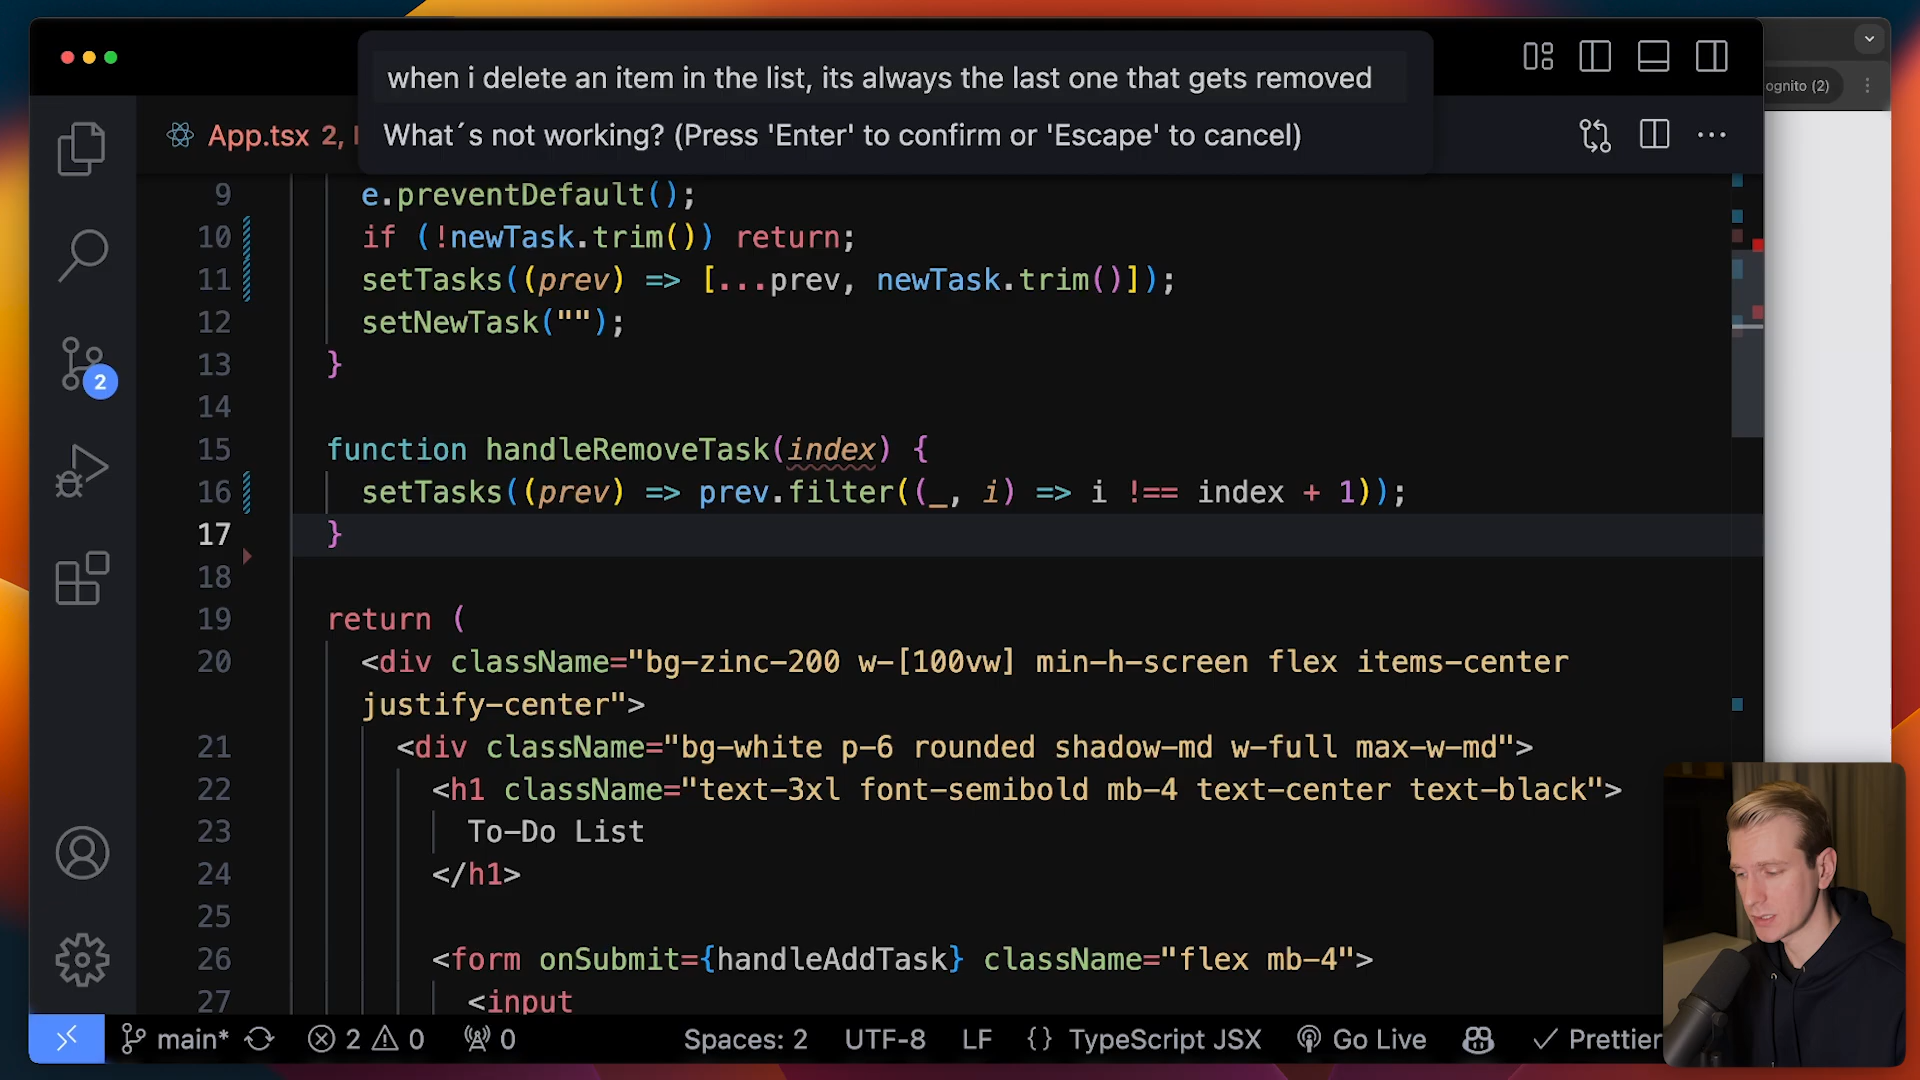 when i delete an item in the list, its always the last one that gets removed
ognito (2)
App.tsx 2,
What´s not working? (Press 'Enter' to confirm or 'Escape' to cancel)
9 e.preventDefault();
10 if (!newTask.trim()) return;
11 setTasks((prev) => [...prev, newTask.trim()]);
12 setNewTask("");
13 }
14
15 function handleRemoveTask(index) {
16 setTasks((prev) => prev.filter((_, i) => i !== index + 1));
17 }
18
19 return (
20 <div className="bg-zinc-200 w-[100vw] min-h-screen flex items-center
justify-center">
21 <div className="bg-white p-6 rounded shadow-md w-full max-w-md">
22 <h1 className="text-3xl font-semibold mb-4 text-center text-black">
23 To-Do List
24 </h1>
25
26 <form onSubmit={handleAddTask} className="flex mb-4">
27 <input
2
main* 2 0 0 Spaces: 2 UTF-8 LF {} TypeScript JSX Go Live Prettier